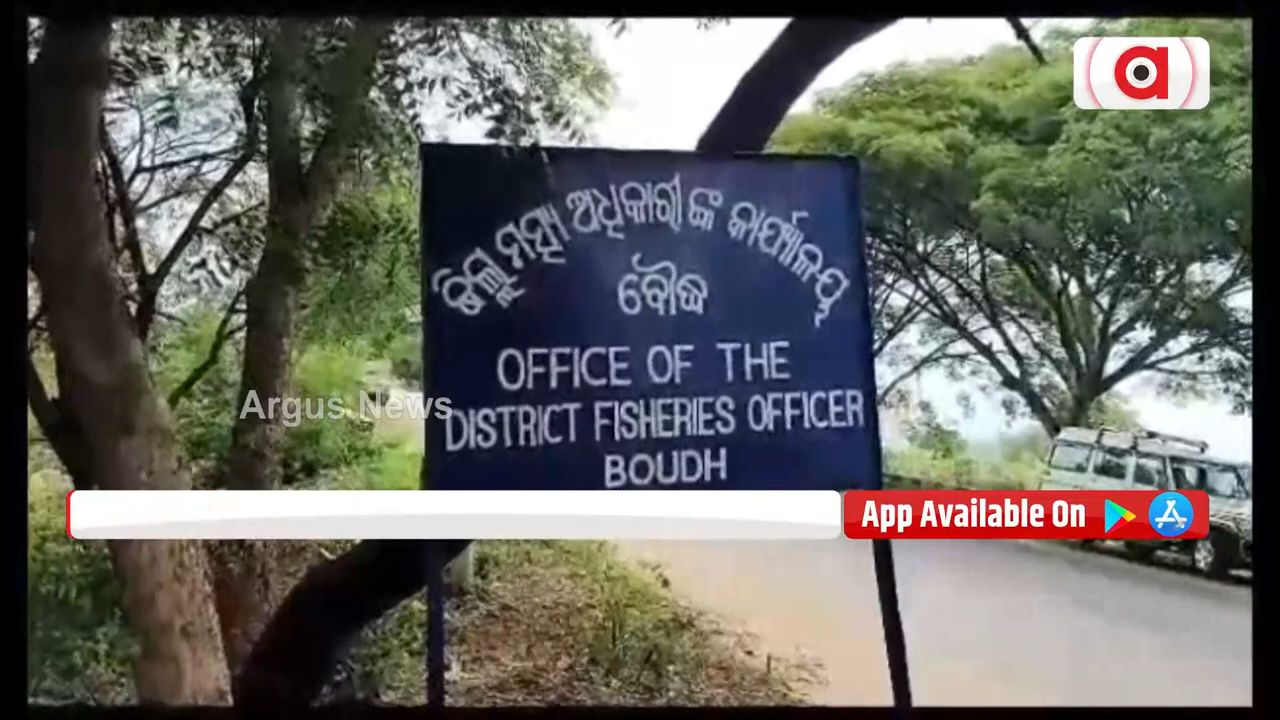 a
ଜିଲ୍ଲା ମତ୍ସ୍ୟ ଅଧିକାରୀଙ୍କ କାର୍ଯ୍ୟାଳୟ
ବୌଦ୍ଧ
OFFICE OF THE
DISTRICT FISHERIES OFFICER
BOUDH
Argus News
App Available On